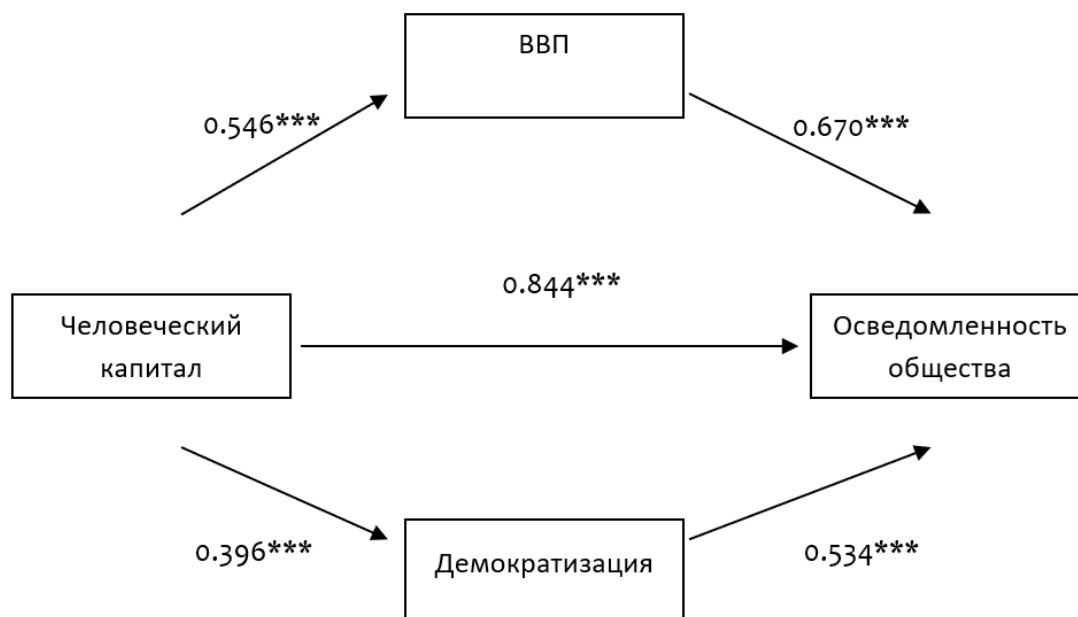 ВВП
0.546***
0.670***
0.844***
Человеческий
капитал
Осведомленность
общества
0.396***
Демократизация
0.534***